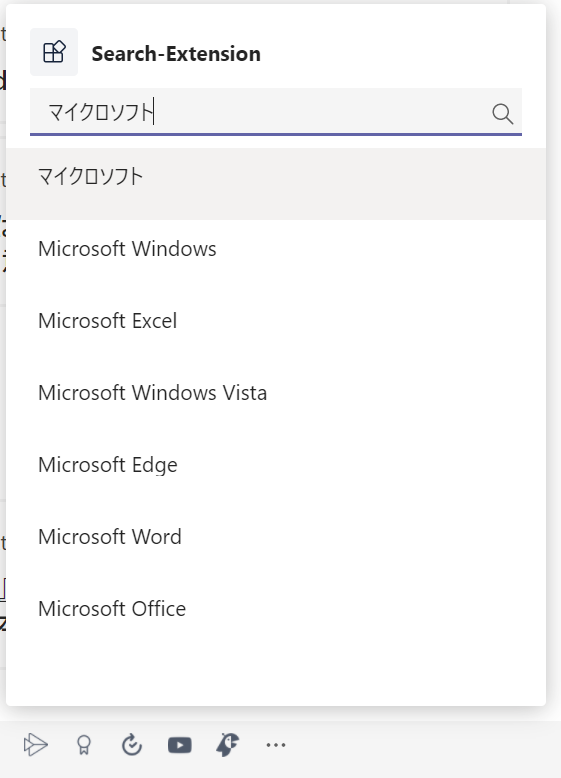 Search-Extension
マイクロソフト
マイクロソフト
Microsoft Windows
Microsoft Excel
Microsoft Windows Vista
Microsoft Edge
Microsoft Word
Microsoft Office